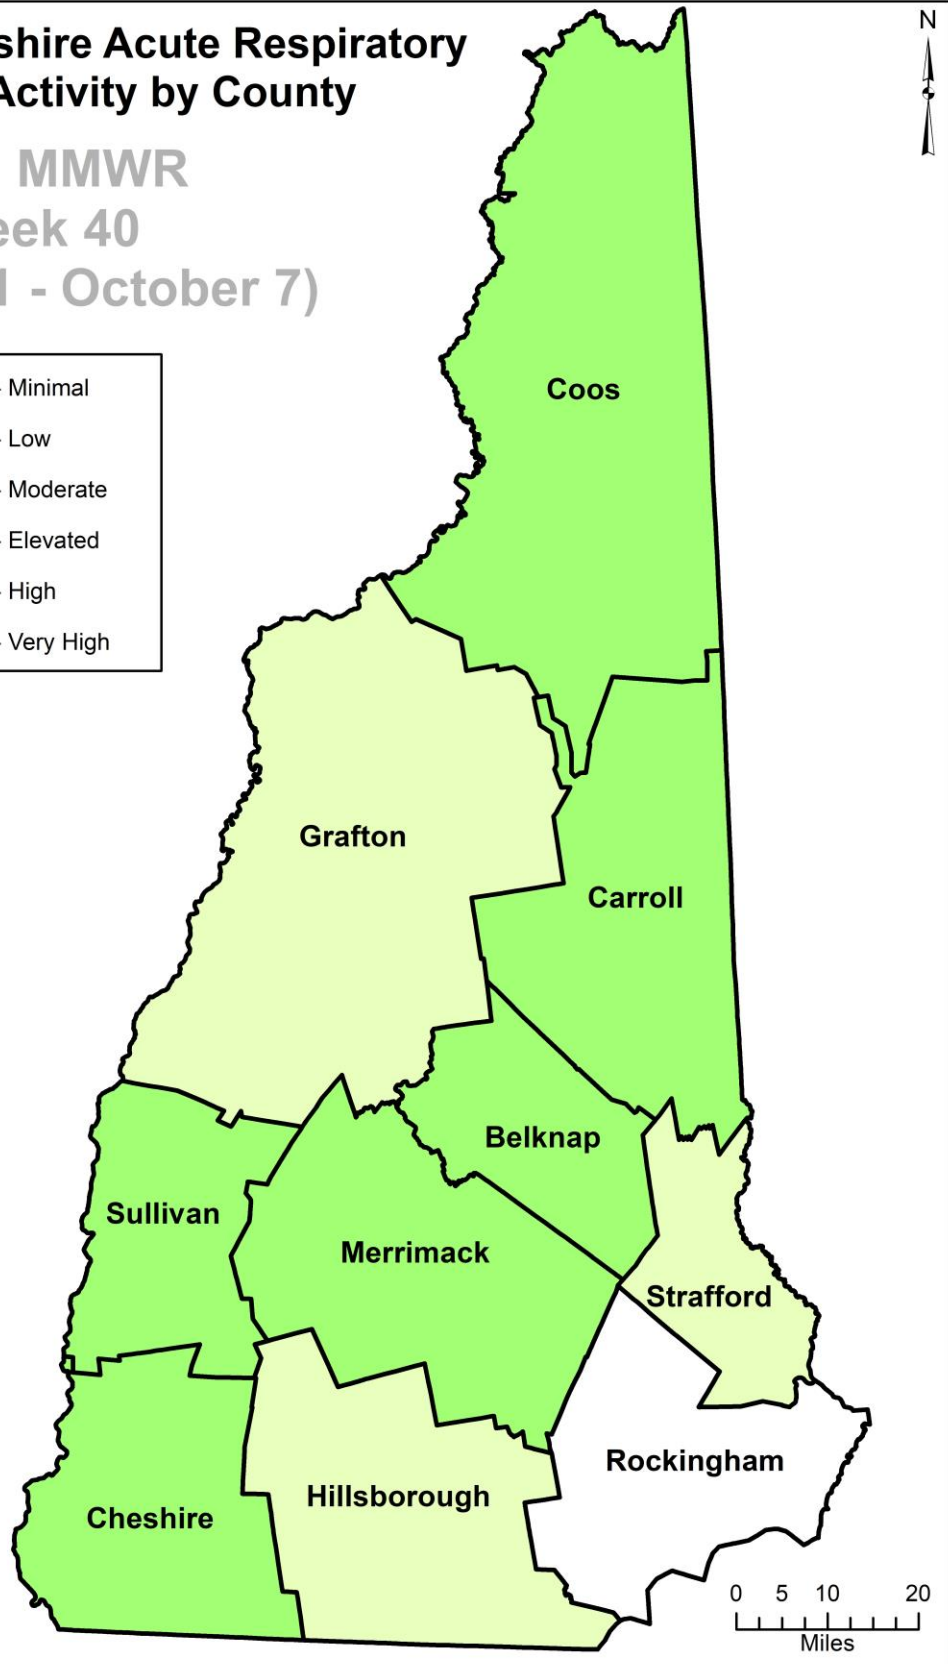 shire Acute Respiratory
Activity by County
MMWR
eek 40
- October 7)
- Minimal
- Low
- Moderate
- Elevated
- High
- Very High
N
Coos
Grafton
Carroll
Belknap
Sullivan
Merrimack
Strafford
Rockingham
Hillsborough
Cheshire
0 5 10 20
Miles